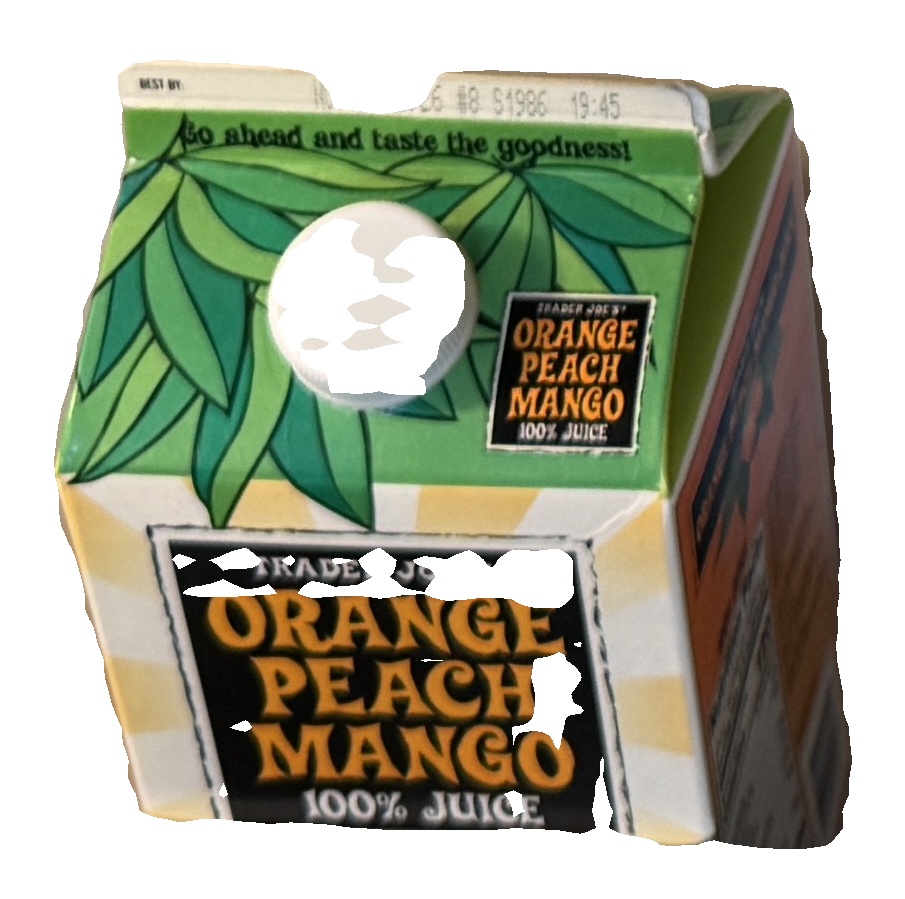 BEST BY:
#8 S1986 19:45
Go ahead and taste the goodness!
TRADER JOE'S
ORANGE
PEACH
MANGO
100% JUICE
ORANGE
PEACH
MANGO
100% JUICE